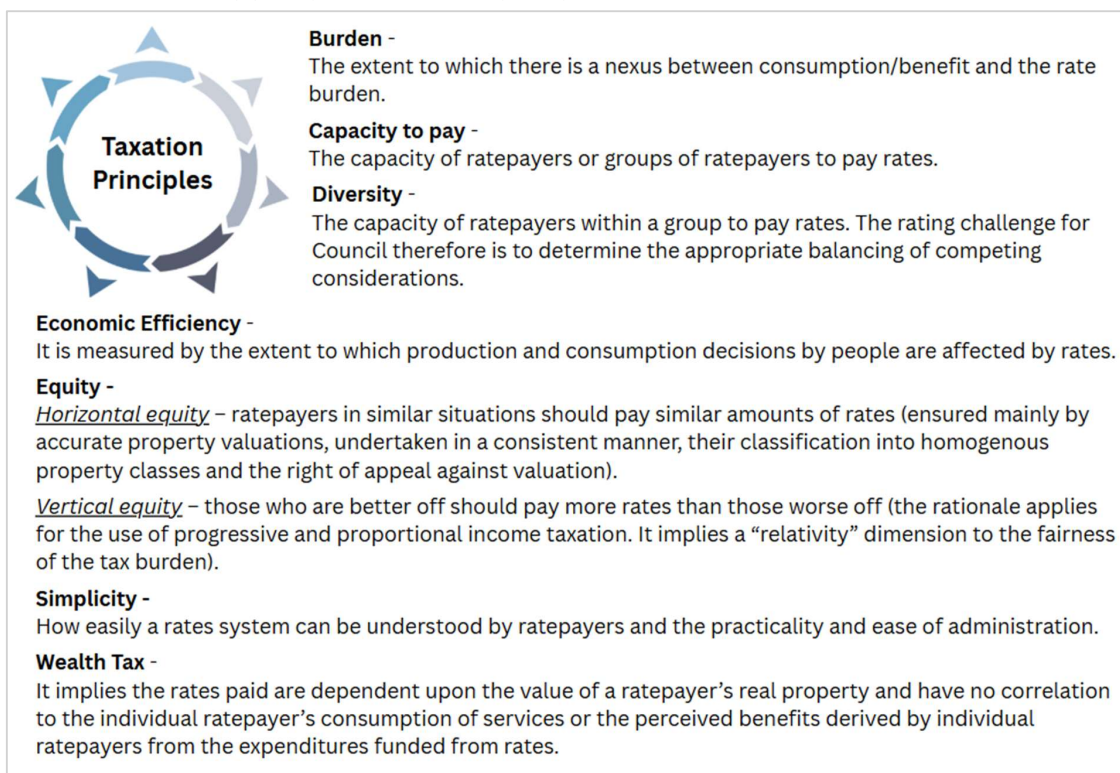 Taxation
Principles
Burden -
The extent to which there is a nexus between consumption/benefit and the rate
burden.
Capacity to pay -
The capacity of ratepayers or groups of ratepayers to pay rates.
Diversity -
The capacity of ratepayers within a group to pay rates. The rating challenge for
Council therefore is to determine the appropriate balancing of competing
considerations.
Economic Efficiency -
It is measured by the extent to which production and consumption decisions by people are affected by rates.
Equity -
Horizontal equity – ratepayers in similar situations should pay similar amounts of rates (ensured mainly by
accurate property valuations, undertaken in a consistent manner, their classification into homogenous
property classes and the right of appeal against valuation).
Vertical equity – those who are better off should pay more rates than those worse off (the rationale applies
for the use of progressive and proportional income taxation. It implies a “relativity” dimension to the fairness
of the tax burden).
Simplicity -
How easily a rates system can be understood by ratepayers and the practicality and ease of administration.
Wealth Tax -
It implies the rates paid are dependent upon the value of a ratepayer’s real property and have no correlation
to the individual ratepayer’s consumption of services or the perceived benefits derived by individual
ratepayers from the expenditures funded from rates.